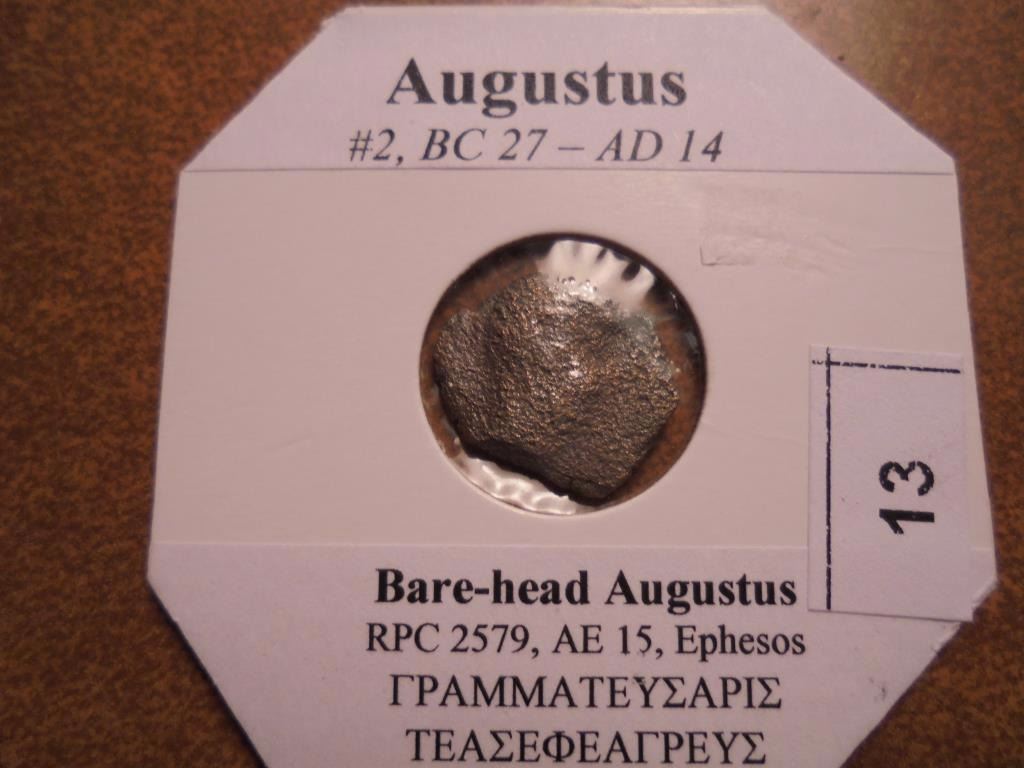 Augustus
#2, BC 27 – AD 14
13
Bare-head Augustus
RPC 2579, AE 15, Ephesos
ΓΡΑΜΜΑΤΕΥΣΑΡΙΣ
ΤΕΑΣΕΦΕΑΓΡΕΥΣ